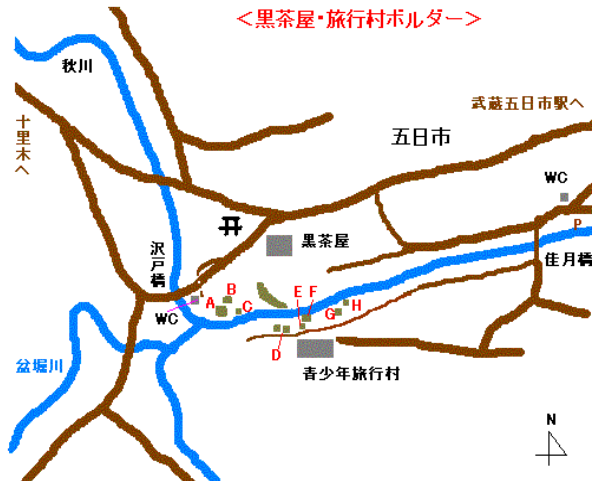 ＜黒茶屋・旅行村ボルダー＞
秋川
武蔵五日市駅へ
十里木へ
五日市
WC
P
黒茶屋
佳月橋
沢戸橋
WC
A
B
C
D
E
F
G
H
盆堀川
青少年旅行村
N